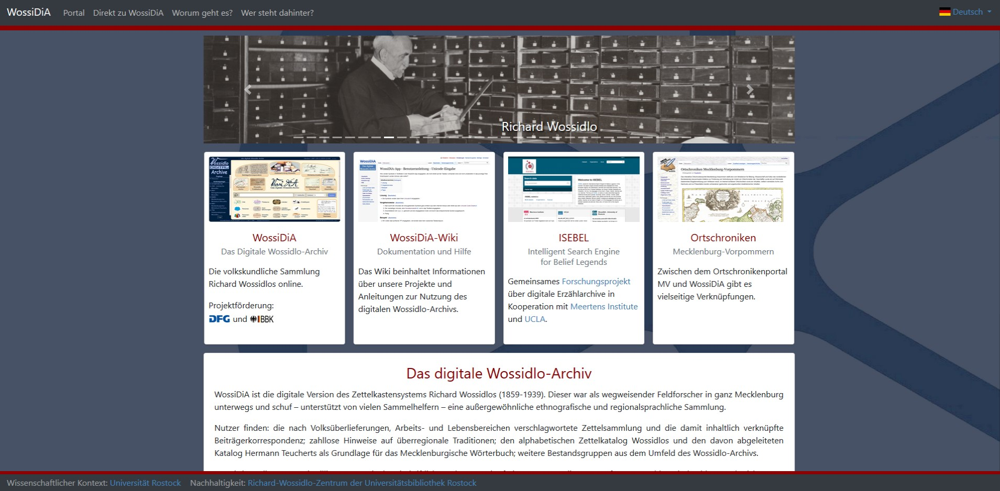 WossiDiA Portal Direkt zu WossiDiA Worum geht es? Wer steht dahinter? Deutsch
Richard Wossidlo
WossiDiA
Das Digitale Wossidlo-Archiv
Die volkskundliche Sammlung
Richard Wossidlos online.
Projektförderung:
DFG und BBK
WossiDiA-Wiki
Dokumentation und Hilfe
Das Wiki beinhaltet Informationen
über unsere Projekte und
Anleitungen zur Nutzung des
digitalen Wossidlo-Archivs.
ISEBEL
Intelligent Search Engine
for Belief Legends
Gemeinsames Forschungsprojekt
über digitale Erzählarchive in
Kooperation mit Meertens Institute
und UCLA.
Ortschroniken
Mecklenburg-Vorpommern
Zwischen dem Ortschronikenportal
MV und WossiDiA gibt es
vielseitige Verknüpfungen.
Das digitale Wossidlo-Archiv
WossiDiA ist die digitale Version des Zettelkastensystems Richard Wossidlos (1859-1939). Dieser war als wegweisender Feldforscher in ganz Mecklenburg
unterwegs und schuf – unterstützt von vielen Sammelhelfern – eine außergewöhnliche ethnografische und regionalsprachliche Sammlung.
Nutzer finden: die nach Volksüberlieferungen, Arbeits- und Lebensbereichen verschlagwortete Zettelsammlung und die damit inhaltlich verknüpfte
Beiträgerkorrespondenz; zahllose Hinweise auf überregionale Traditionen; den alphabetischen Zettelkatalog Wossidlos und den davon abgeleiteten
Katalog Hermann Teucherts als Grundlage für das Mecklenburgische Wörterbuch; weitere Bestandsgruppen aus dem Umfeld des Wossidlo-Archivs.
Wissenschaftlicher Kontext: Universität Rostock Nachhaltigkeit: Richard-Wossidlo-Zentrum der Universitätsbibliothek Rostock